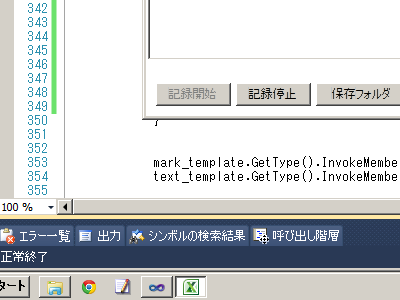 342
343
344
345
346
347
348
349
350
351
352
353
354
355
記録開始 記録停止 保存フォルダ
}
mark_template.GetType().InvokeMembe
text_template.GetType().InvokeMembe
100 %
エラー一覧 出力 シンボルの検索結果 呼び出し階層
正常終了
タート